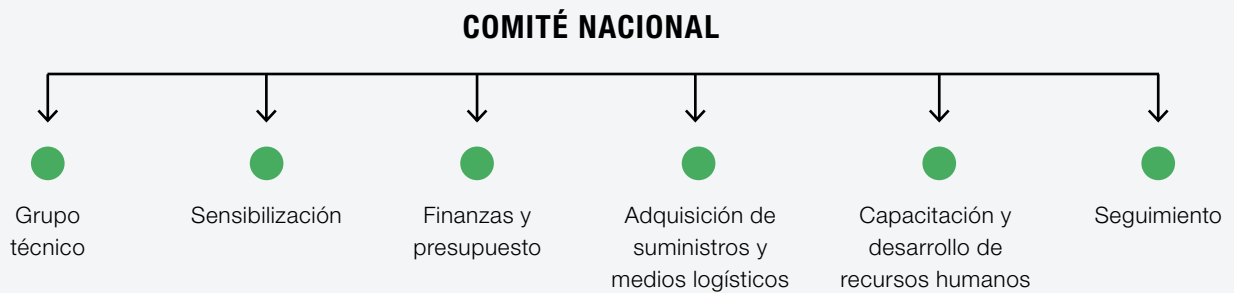 COMITÉ NACIONAL
Grupo
técnico
Sensibilización
Finanzas y
presupuesto
Adquisición de
suministros y
medios logísticos
Capacitación y
desarrollo de
recursos humanos
Seguimiento